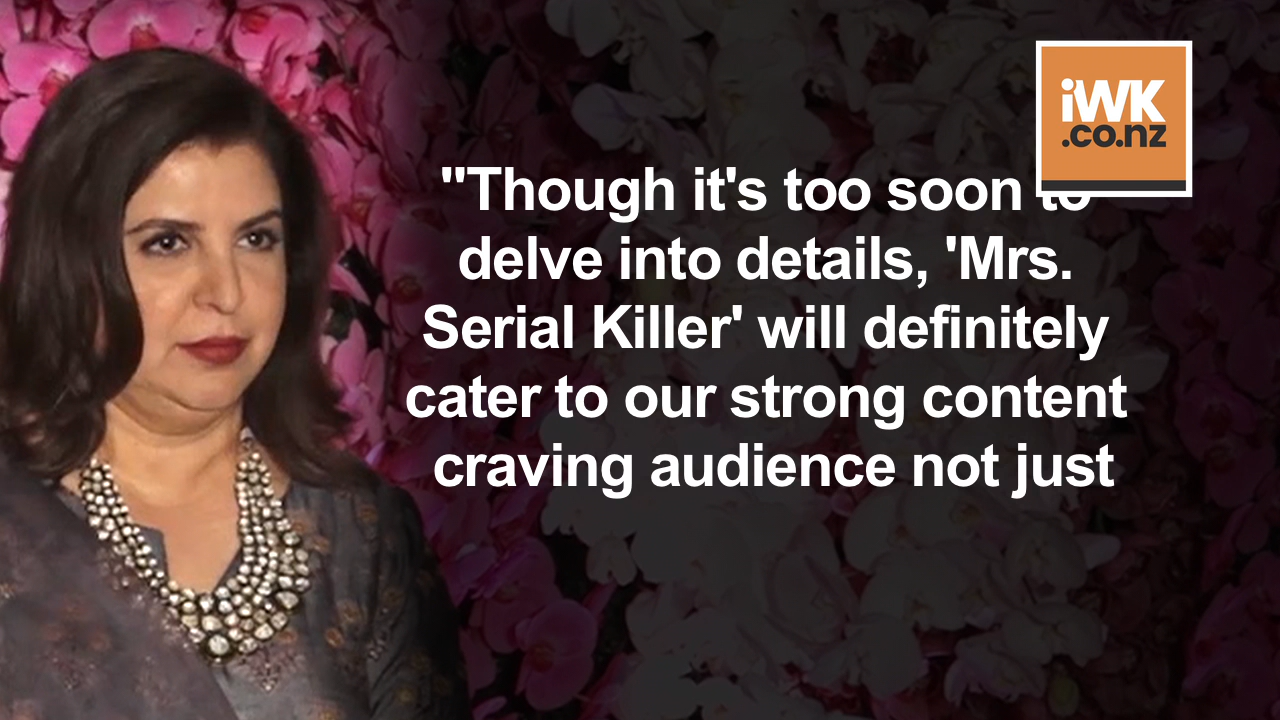 iWK
.co.nz
"Though it's too soon to
delve into details, 'Mrs.
Serial Killer' will definitely
cater to our strong content
craving audience not just